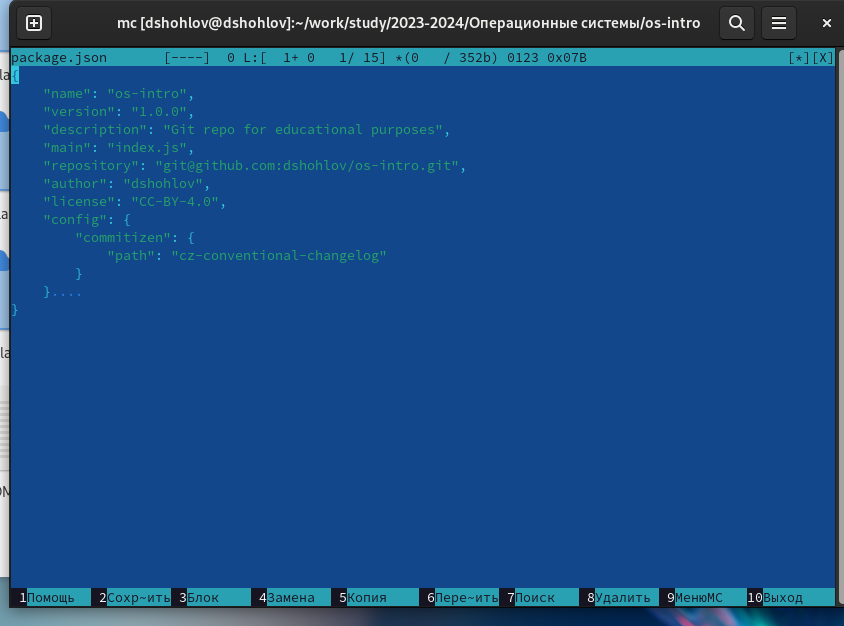 mc [dshohlov@dshohlov]:~/work/study/2023-2024/Операционные системы/os-intro
package.json [----] 0 L:[ 1+ 0 1/ 15] *(0 / 352b) 0123 0x07B [*][X]
{
"name": "os-intro",
"version": "1.0.0",
"description": "Git repo for educational purposes",
"main": "index.js",
"repository": "git@github.com:dshohlov/os-intro.git",
"author": "dshohlov",
"license": "CC-BY-4.0",
"config": {
"commitizen": {
"path": "cz-conventional-changelog"
}
}....
}
1Помощь 2Сохр~ить 3Блок 4Замена 5Копия 6Пере~ить 7Поиск 8Удалить 9МенюMC 10Выход